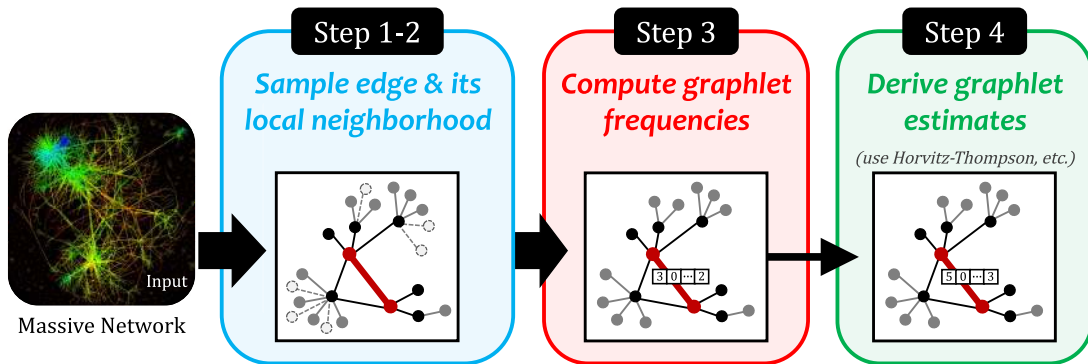 Step 1-2
Sample edge & its
local neighborhood
Step 3
Compute graphlet
frequencies
Step 4
Derive graphlet
estimates
(use Horvitz-Thompson, etc.)
Input
Massive Network
3 0 ... 2
5 0 ... 3